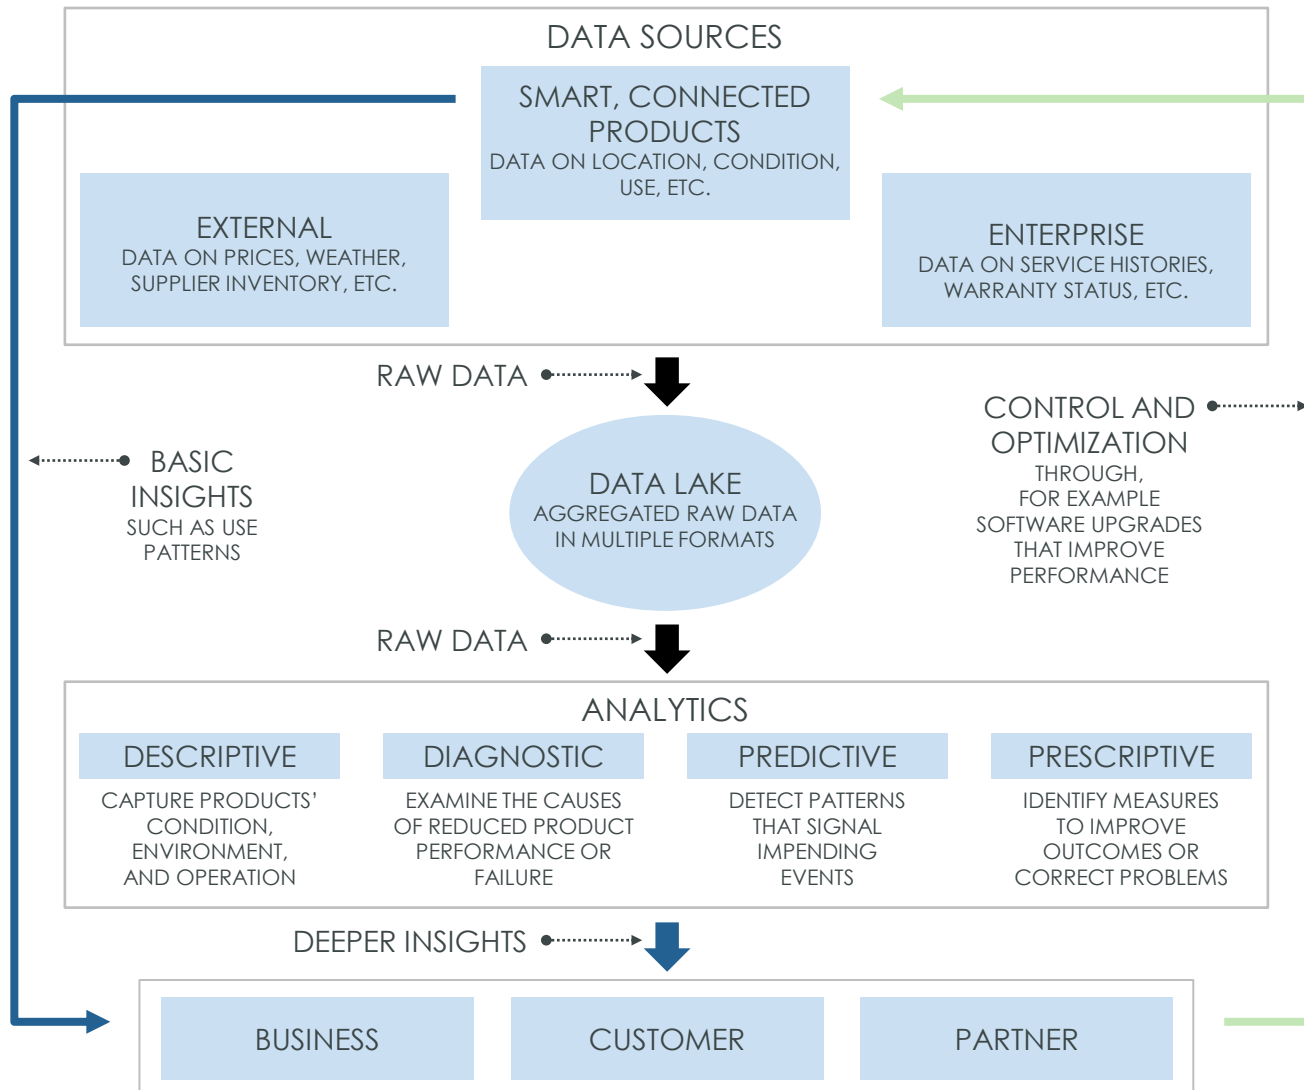 DATA SOURCES
SMART, CONNECTED
PRODUCTS
DATA ON LOCATION, CONDITION,
USE, ETC.
EXTERNAL
DATA ON PRICES, WEATHER,
SUPPLIER INVENTORY, ETC.
ENTERPRISE
DATA ON SERVICE HISTORIES,
WARRANTY STATUS, ETC.
RAW DATA
BASIC
INSIGHTS
SUCH AS USE
PATTERNS
DATA LAKE
AGGREGATED RAW DATA
IN MULTIPLE FORMATS
CONTROL AND
OPTIMIZATION
THROUGH,
FOR EXAMPLE
SOFTWARE UPGRADES
THAT IMPROVE
PERFORMANCE
RAW DATA
ANALYTICS
DESCRIPTIVE
CAPTURE PRODUCTS’
CONDITION,
ENVIRONMENT,
AND OPERATION
DIAGNOSTIC
EXAMINE THE CAUSES
OF REDUCED PRODUCT
PERFORMANCE OR
FAILURE
PREDICTIVE
DETECT PATTERNS
THAT SIGNAL
IMPENDING
EVENTS
PRESCRIPTIVE
IDENTIFY MEASURES
TO IMPROVE
OUTCOMES OR
CORRECT PROBLEMS
DEEPER INSIGHTS
BUSINESS
CUSTOMER
PARTNER